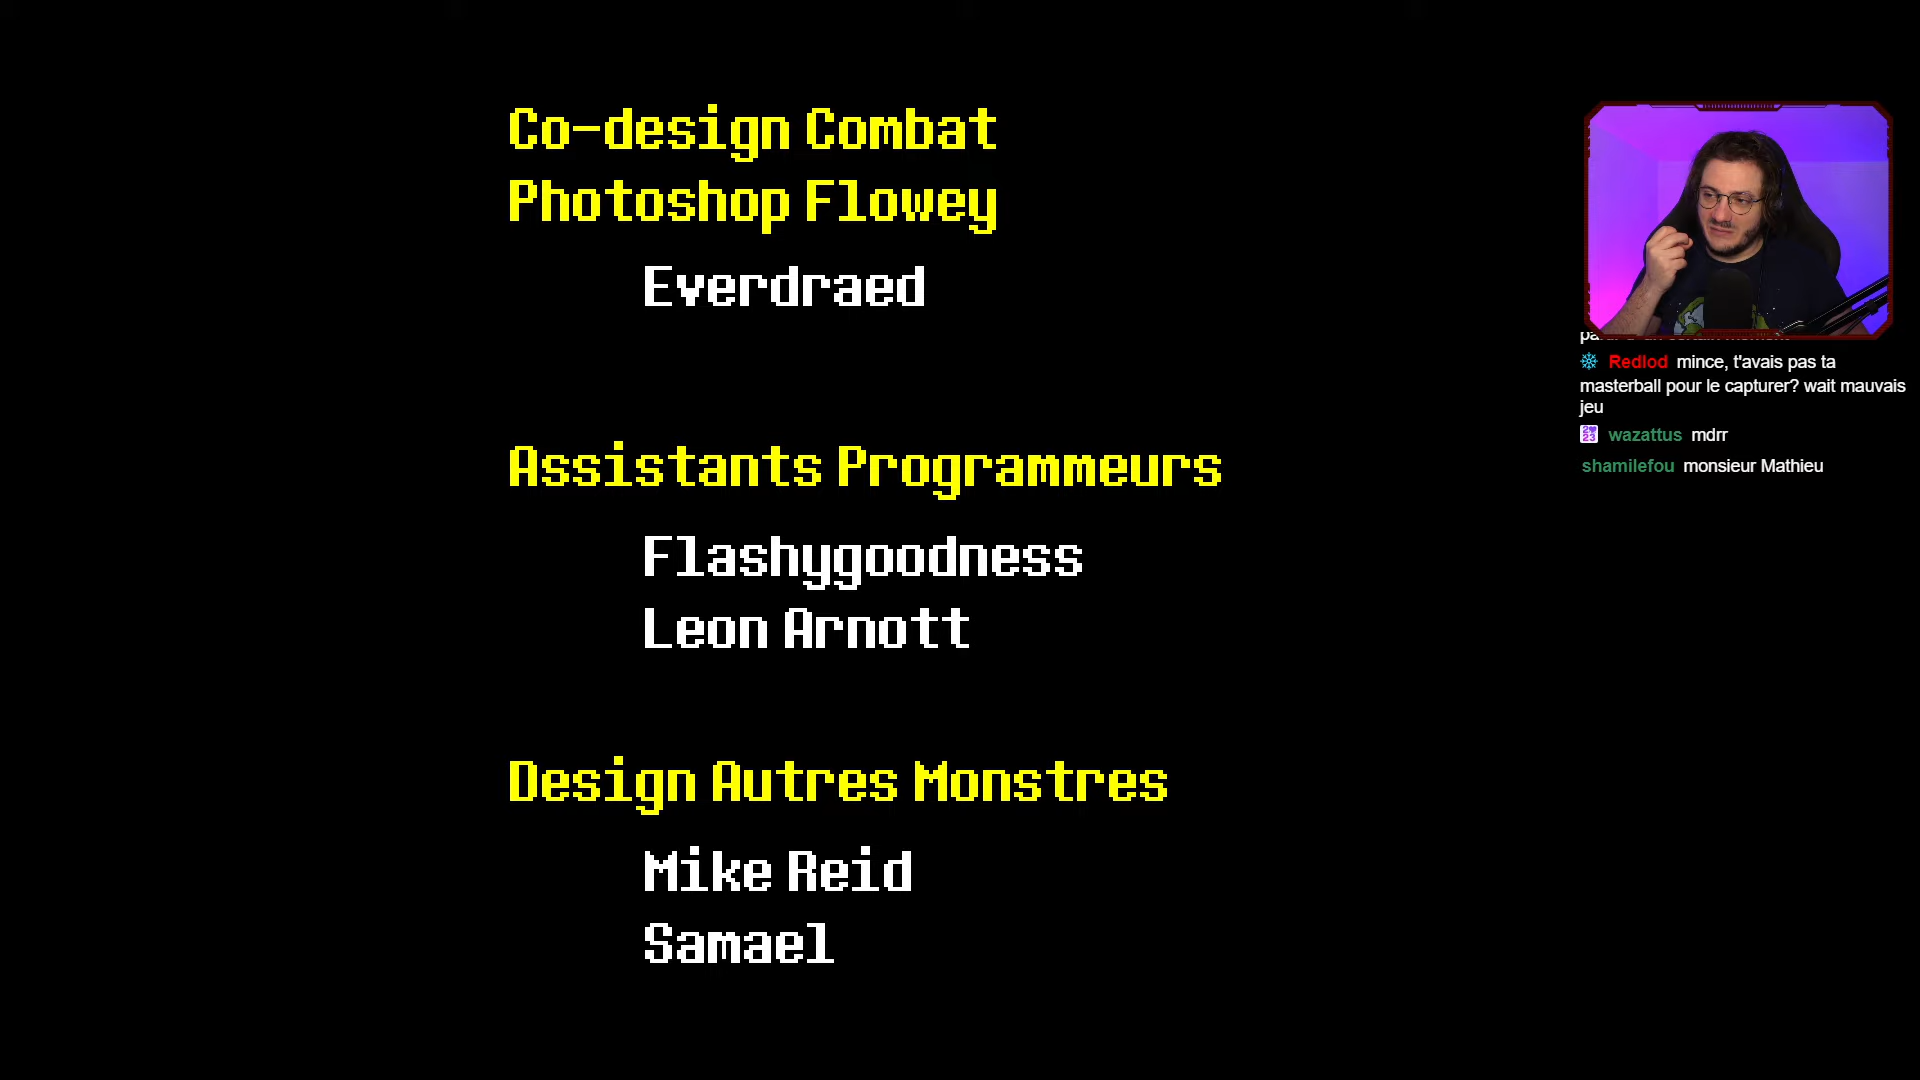 Co-design Combat
Photoshop Flowey
Everdraed
Assistants Programmeurs
Flashygoodness
Leon Arnott
Design Autres Monstres
Mike Reid
Samael
Redlod mince, t'avais pas ta
masterball pour le capturer? wait mauvais
jeu
wazattus mdrr
shamilefou monsieur Mathieu